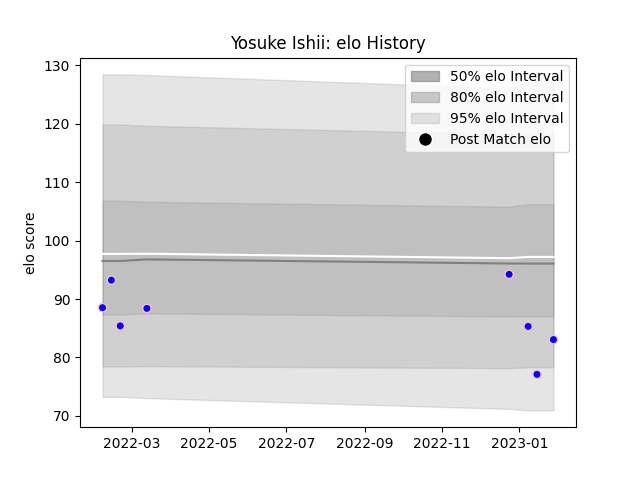 Yosuke Ishii: elo History
130
120
110
100
90
80
70
elo score
50% elo Interval
80% elo Interval
95% elo Interval
Post Match elo
2022-03
2022-05
2022-07
2022-09
2022-11
2023-01